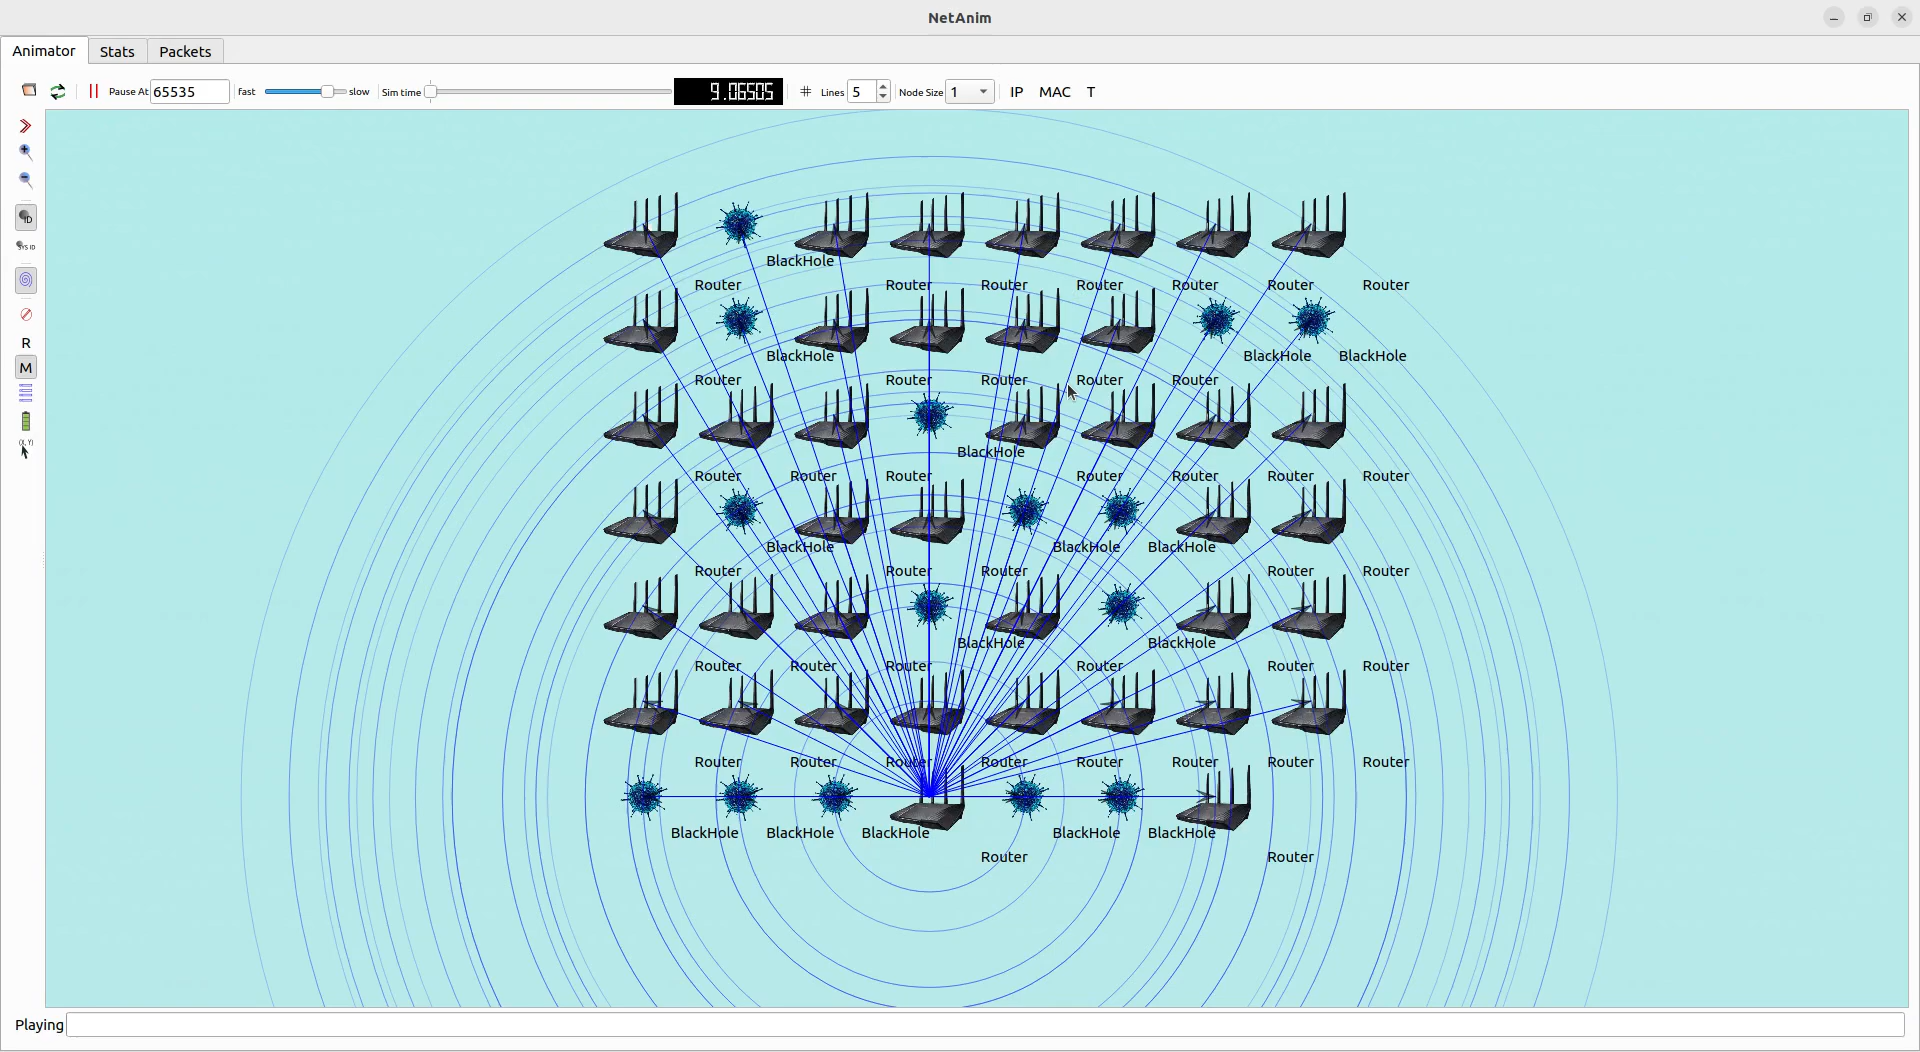 NetAnim
Animator Stats Packets
Pause At 65535 fast slow Sim time 9.06505 Lines 5 Node Size 1 IP MAC T
ID
SYS ID
R
M
(X, Y)
BlackHole
Router Router Router Router Router Router Router
BlackHole BlackHole BlackHole
Router Router Router Router Router
BlackHole
Router Router Router Router Router Router Router
BlackHole BlackHole BlackHole
Router Router Router Router Router
BlackHole BlackHole
Router Router Router Router Router Router
Router Router Router Router Router Router Router Router
BlackHole BlackHole BlackHole BlackHole BlackHole
Router Router
Playing